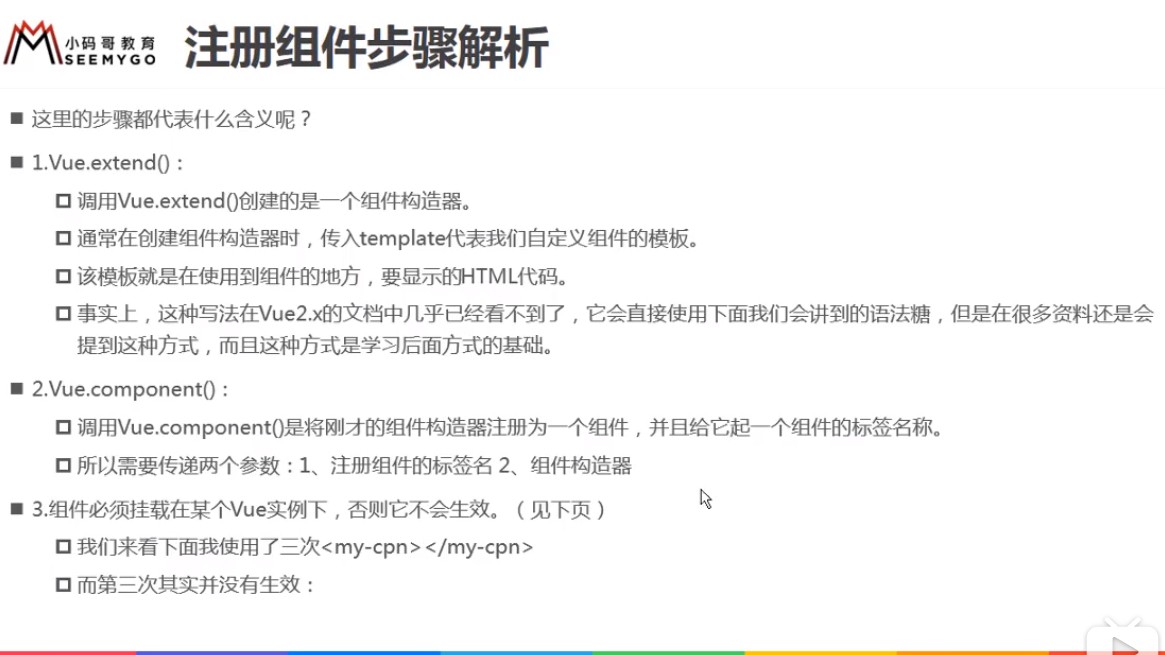 小码哥教育
SEEMYGO
注册组件步骤解析
这里的步骤都代表什么含义呢？
1.Vue.extend()：
调用Vue.extend()创建的是一个组件构造器。
通常在创建组件构造器时，传入template代表我们自定义组件的模板。
该模板就是在使用到组件的地方，要显示的HTML代码。
事实上，这种写法在Vue2.x的文档中几乎已经看不到了，它会直接使用下面我们会讲到的语法糖，但是在很多资料还是会
提到这种方式，而且这种方式是学习后面方式的基础。
2.Vue.component()：
调用Vue.component()是将刚才的组件构造器注册为一个组件，并且给它起一个组件的标签名称。
所以需要传递两个参数：1、注册组件的标签名 2、组件构造器
3.组件必须挂载在某个Vue实例下，否则它不会生效。（见下页）
我们来看下面我使用了三次<my-cpn></my-cpn>
而第三次其实并没有生效：